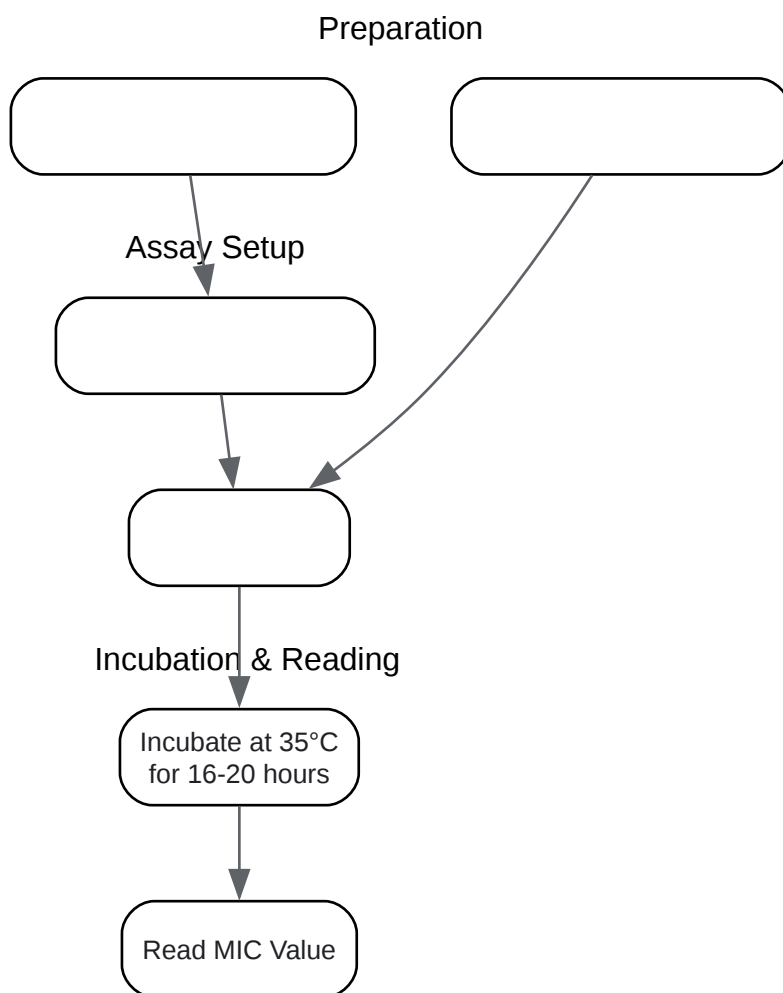 Preparation
Assay Setup
Incubation & Reading
Incubate at 35°C
for 16-20 hours
Read MIC Value